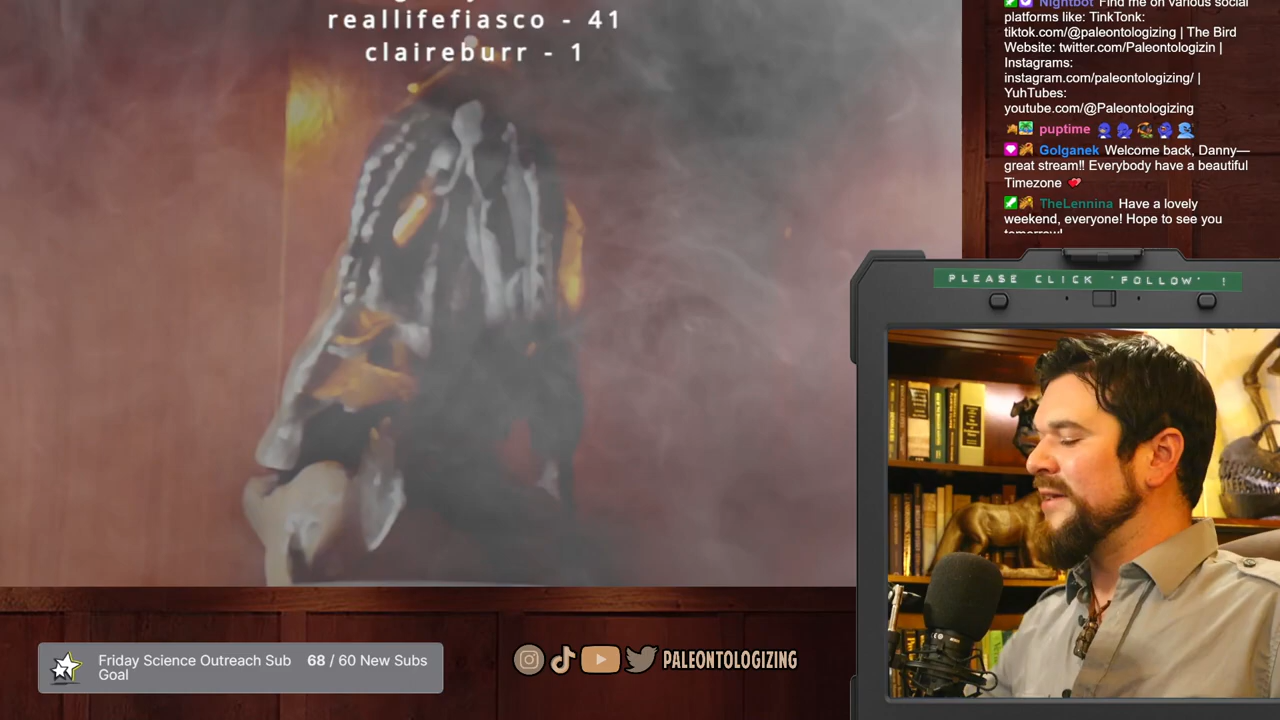 reallifefiasco - 41
claireburr - 1
Nightbot Find me on various social
platforms like: TinkTonk:
tiktok.com/@paleontologizing | The Bird
Website: twitter.com/Paleontologizin |
Instagrams:
instagram.com/paleontologizing/ |
YuhTubes:
youtube.com/@Paleontologizing
puptime
Golganek Welcome back, Danny—
great stream!! Everybody have a beautiful
Timezone
TheLennina Have a lovely
weekend, everyone! Hope to see you
tomorrow!
PLEASE CLICK "FOLLOW" !
Friday Science Outreach Sub 68 / 60 New Subs
Goal
PALEONTOLOGIZING